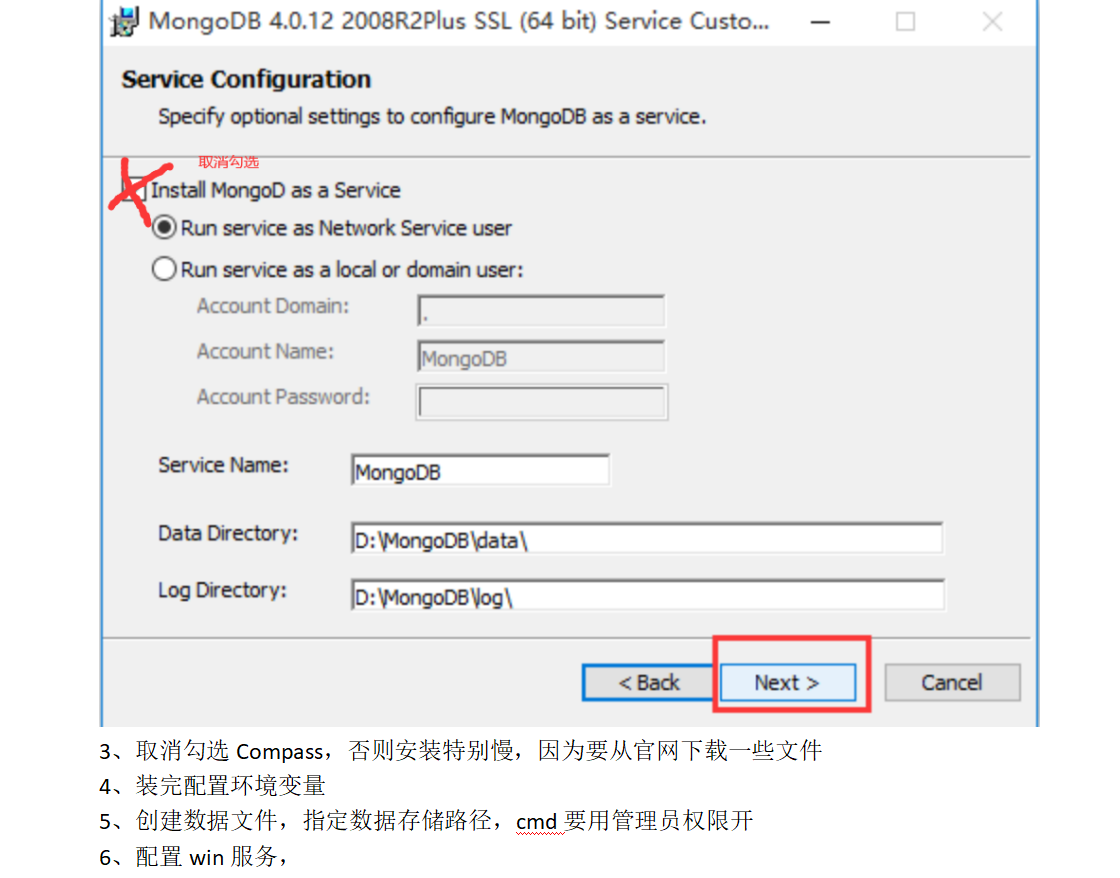 MongoDB 4.0.12 2008R2Plus SSL (64 bit) Service Custo...
Service Configuration
Specify optional settings to configure MongoDB as a service.
取消勾选
Install MongoD as a Service
Run service as Network Service user
Run service as a local or domain user:
Account Domain: .
Account Name: MongoDB
Account Password:
Service Name: MongoDB
Data Directory: D:\MongoDB\data\
Log Directory: D:\MongoDB\log\
< Back Next > Cancel
3、取消勾选 Compass，否则安装特别慢，因为要从官网下载一些文件
4、装完配置环境变量
5、创建数据文件，指定数据存储路径，cmd 要用管理员权限开
6、配置 win 服务，